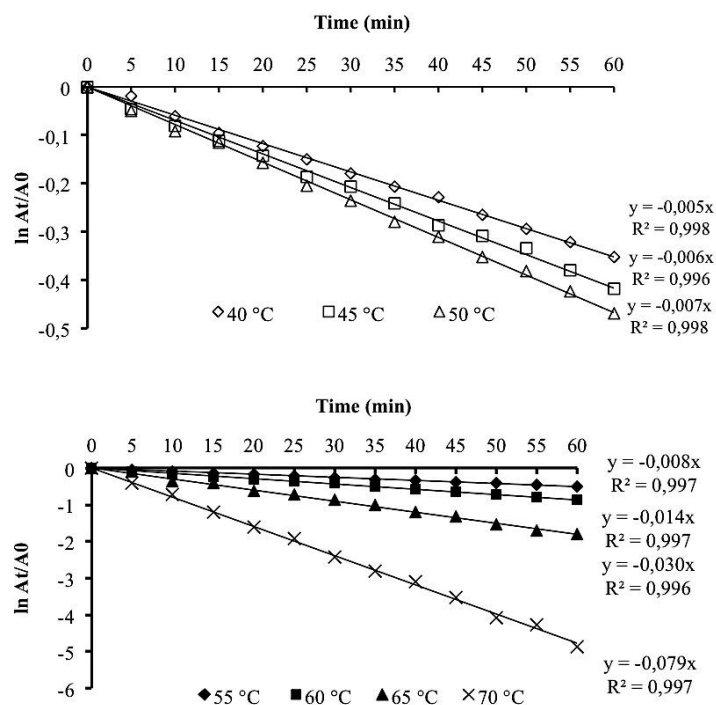 Time (min)
0 5 10 15 20 25 30 35 40 45 50 55 60
0
-0,1
-0,2
-0,3
-0,4
-0,5
ln At/A0
y = -0,005x
R² = 0,998
y = -0,006x
R² = 0,996
y = -0,007x
R² = 0,998
40 °C 45 °C 50 °C
Time (min)
0 5 10 15 20 25 30 35 40 45 50 55 60
0
-1
-2
-3
-4
-5
-6
ln At/A0
y = -0,008x
R² = 0,997
y = -0,014x
R² = 0,997
y = -0,030x
R² = 0,996
y = -0,079x
R² = 0,997
55 °C 60 °C 65 °C 70 °C